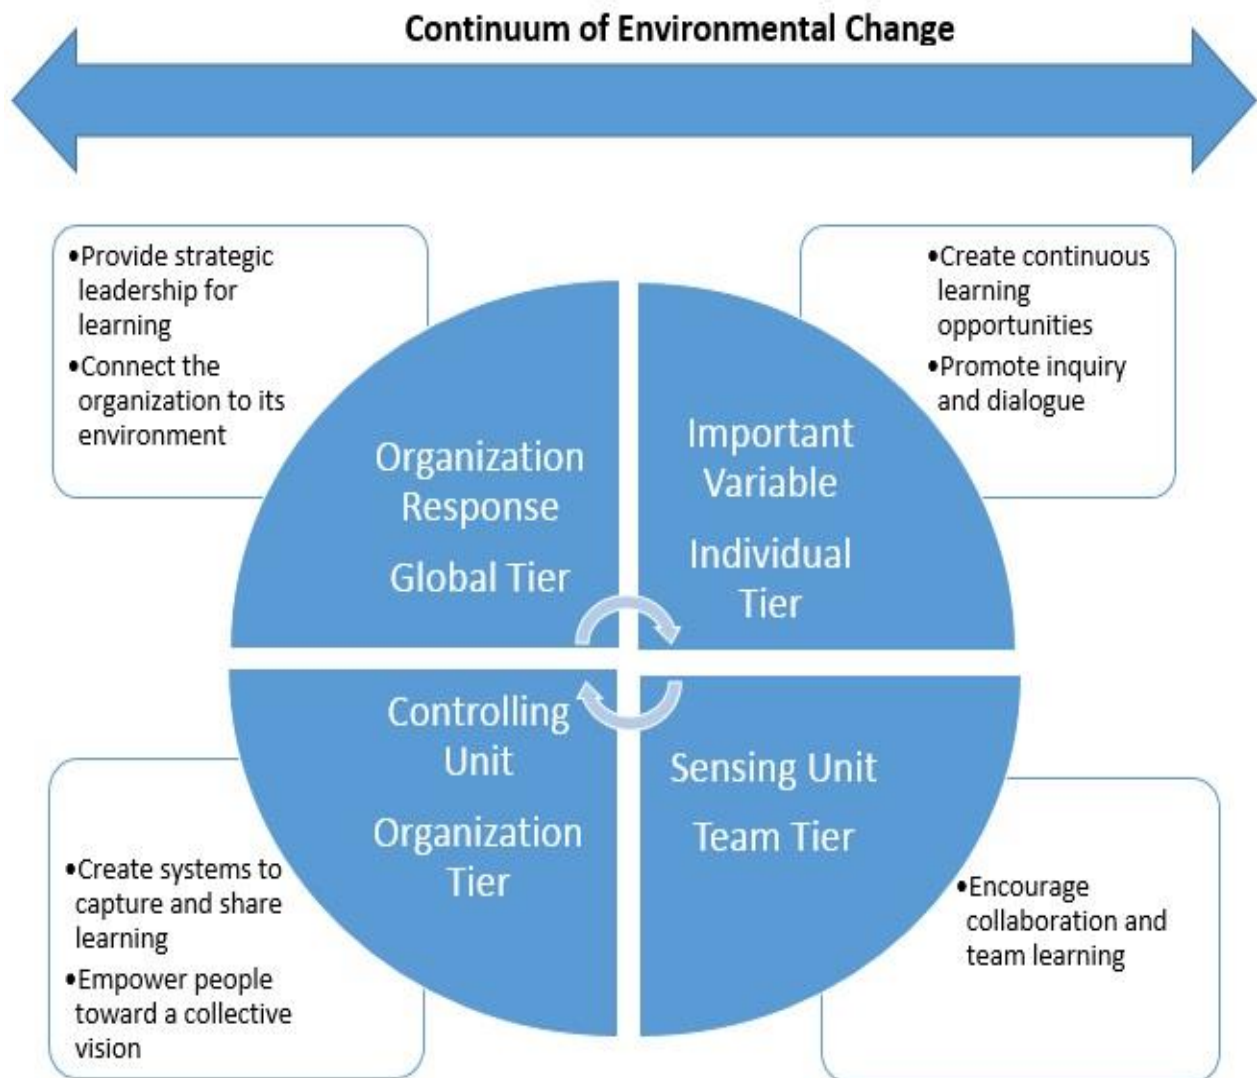 Continuum of Environmental Change
•Provide strategic
leadership for
learning
•Connect the
organization to its
environment
•Create continuous
learning
opportunities
•Promote inquiry
and dialogue
Organization
Response
Global Tier
Important
Variable
Individual
Tier
Controlling
Unit
Organization
Tier
Sensing Unit
Team Tier
•Create systems to
capture and share
learning
•Empower people
toward a collective
vision
•Encourage
collaboration and
team learning